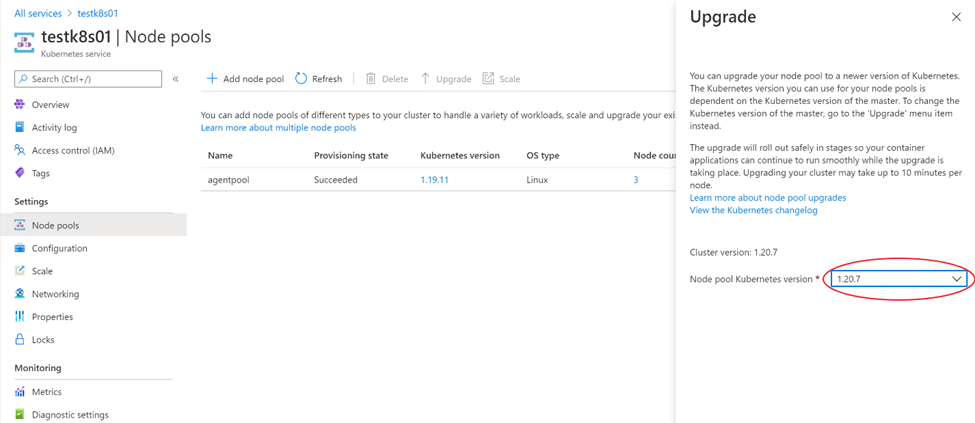 All services > testk8s01
testk8s01 | Node pools
Kubernetes service
Search (Ctrl+/)
«
Overview
Activity log
Access control (IAM)
Tags
Settings
Node pools
Configuration
Scale
Networking
Properties
Locks
Monitoring
Metrics
Diagnostic settings
Add node pool Refresh Delete Upgrade Scale
You can add node pools of different types to your cluster to handle a variety of workloads, scale and upgrade your exi
Learn more about multiple node pools
Name Provisioning state Kubernetes version OS type Node coun
agentpool Succeeded 1.19.11 Linux 3
Upgrade
You can upgrade your node pool to a newer version of Kubernetes.
The Kubernetes version you can use for your node pools is
dependent on the Kubernetes version of the master. To change the
Kubernetes version of the master, go to the 'Upgrade' menu item
instead.
The upgrade will roll out safely in stages so your container
applications can continue to run smoothly while the upgrade is
taking place. Upgrading your cluster may take up to 10 minutes per
node.
Learn more about node pool upgrades
View the Kubernetes changelog
Cluster version: 1.20.7
Node pool Kubernetes version * 1.20.7